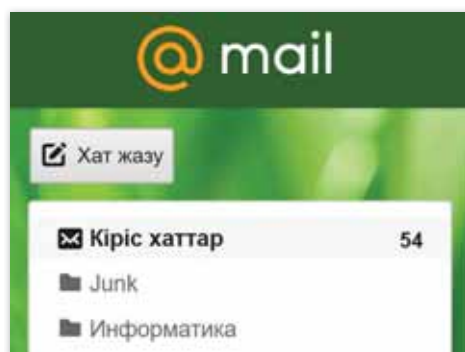 @ mail
Хат жазу
Кіріс хаттар 54
Junk
Информатика